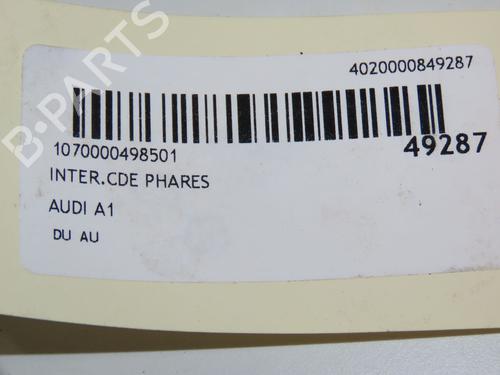 4020000849287
1070000498501
49287
INTER.CDE PHARES
AUDI A1
DU AU
B-PARTS